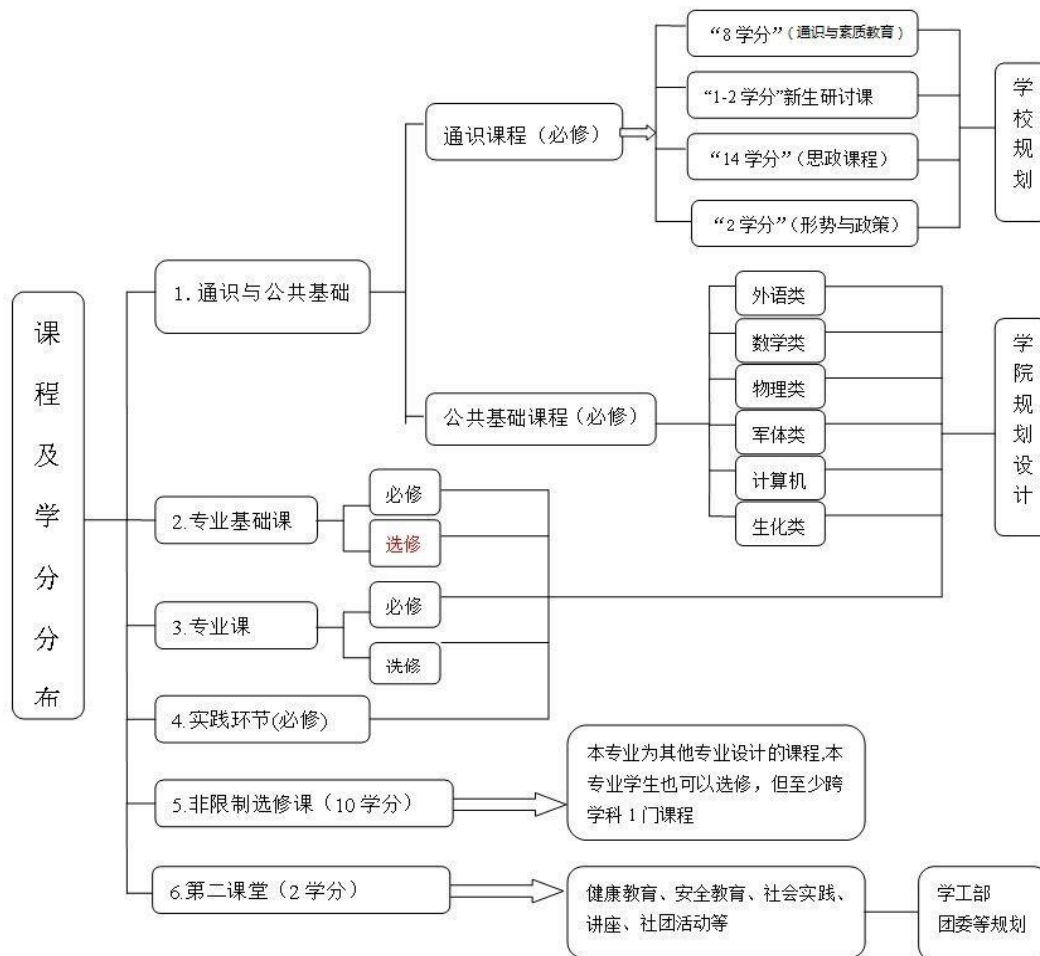 课程及学分分布
1.通识与公共基础
通识课程（必修）
“8 学分”（通识与素质教育）
“1-2 学分”新生研讨课
“14 学分”（思政课程）
“2 学分”（形势与政策）
学校规划
公共基础课程（必修）
外语类
数学类
物理类
军体类
计算机
生化类
学院规划设计
2.专业基础课
必修
选修
3.专业课
必修
选修
4.实践环节(必修)
5.非限制选修课（10 学分）
本专业为其他专业设计的课程,本
专业学生也可以选修，但至少跨
学科 1 门课程
6.第二课堂（2 学分）
健康教育、安全教育、社会实践、
讲座、社团活动等
学工部
团委等规划